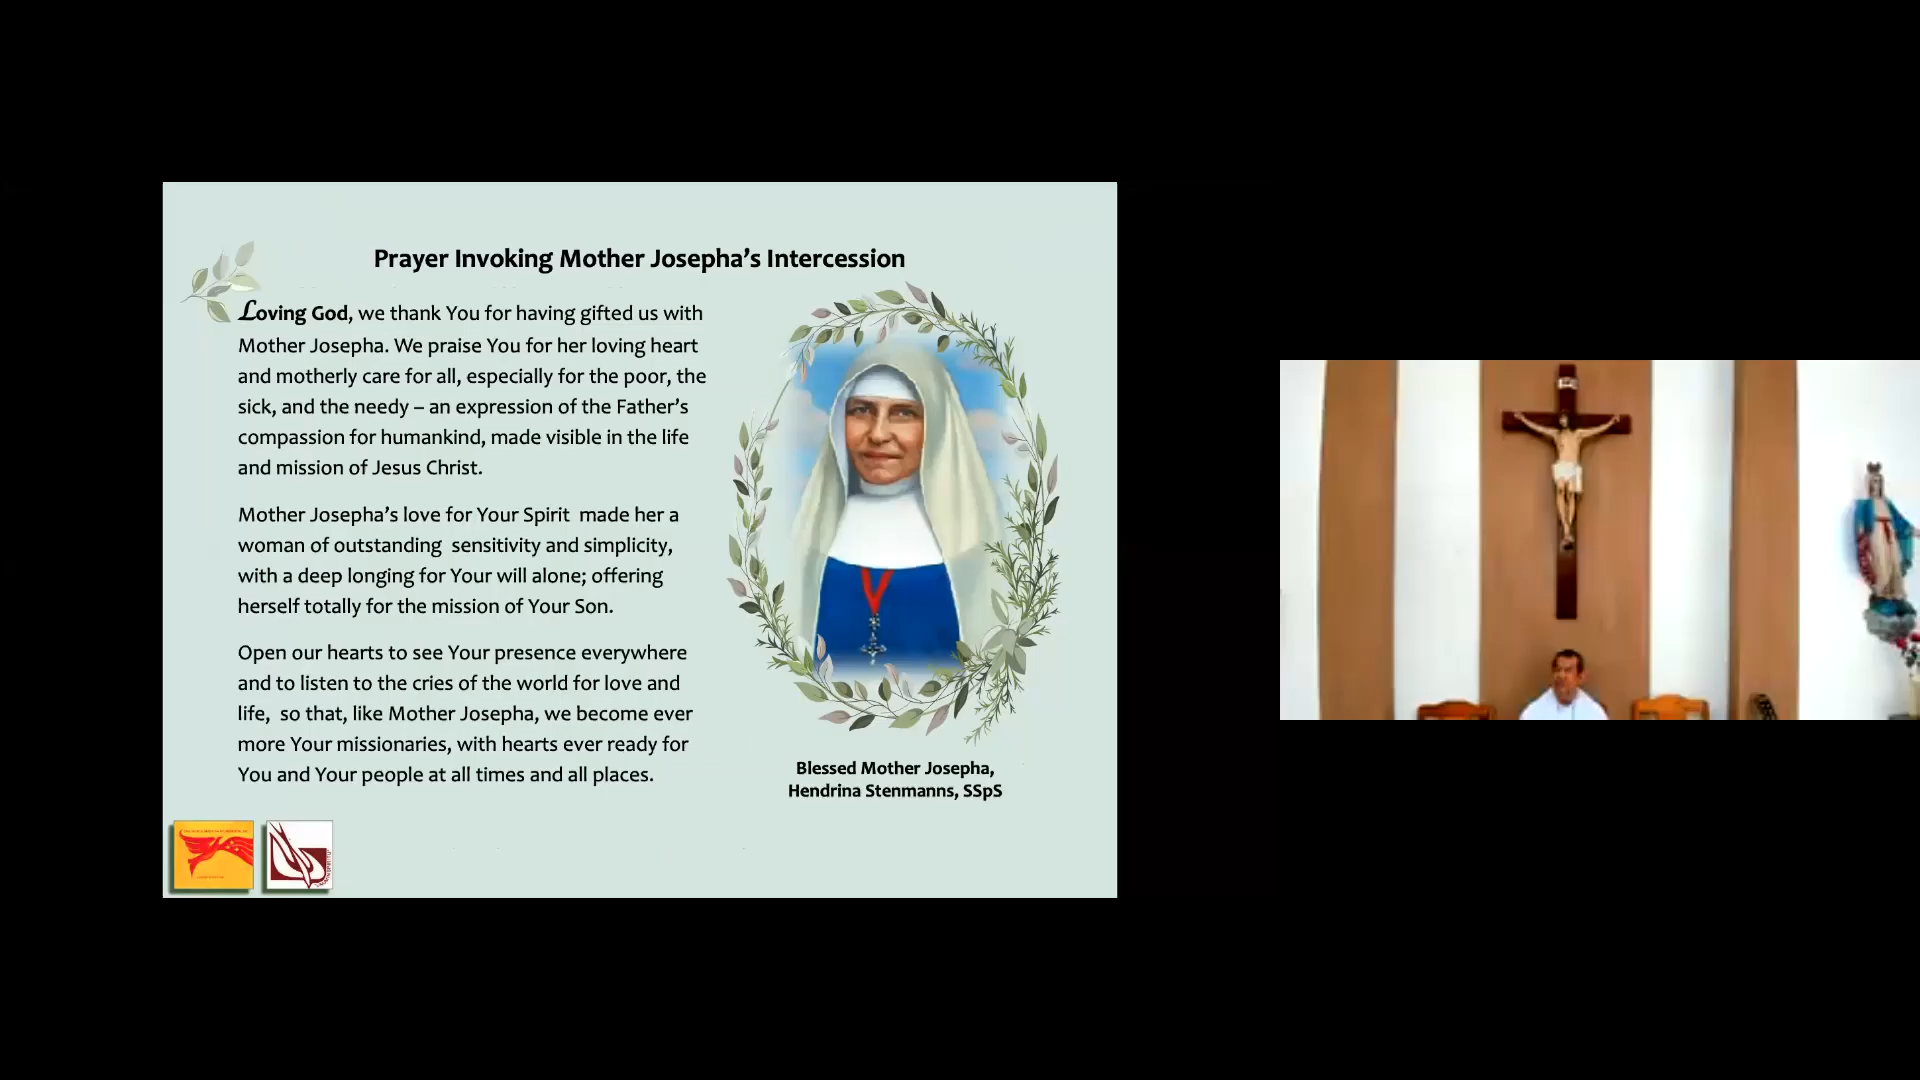 Prayer Invoking Mother Josepha’s Intercession
Loving God, we thank You for having gifted us with
Mother Josepha. We praise You for her loving heart
and motherly care for all, especially for the poor, the
sick, and the needy – an expression of the Father’s
compassion for humankind, made visible in the life
and mission of Jesus Christ.
Mother Josepha’s love for Your Spirit  made her a
woman of outstanding  sensitivity and simplicity,
with a deep longing for Your will alone; offering
herself totally for the mission of Your Son.
Open our hearts to see Your presence everywhere
and to listen to the cries of the world for love and
life,  so that, like Mother Josepha, we become ever
more Your missionaries, with hearts ever ready for
You and Your people at all times and all places.
Blessed Mother Josepha,
Hendrina Stenmanns, SSpS